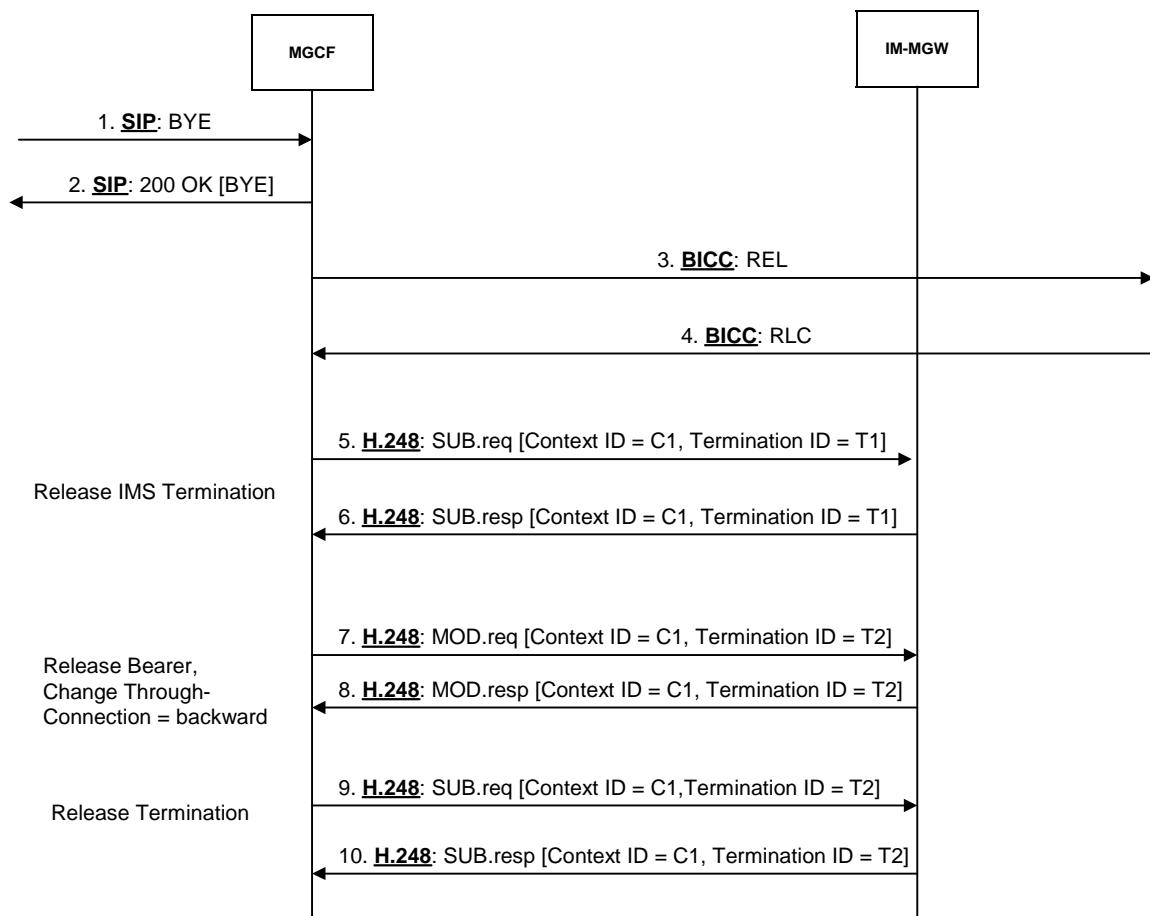 MGCF
IM-MGW
1. SIP: BYE
2. SIP: 200 OK [BYE]
3. BICC: REL
4. BICC: RLC
5. H.248: SUB.req [Context ID = C1, Termination ID = T1]
Release IMS Termination
6. H.248: SUB.resp [Context ID = C1, Termination ID = T1]
7. H.248: MOD.req [Context ID = C1, Termination ID = T2]
Release Bearer,
Change Through-
Connection = backward
8. H.248: MOD.resp [Context ID = C1, Termination ID = T2]
9. H.248: SUB.req [Context ID = C1,Termination ID = T2]
Release Termination
10. H.248: SUB.resp [Context ID = C1, Termination ID = T2]